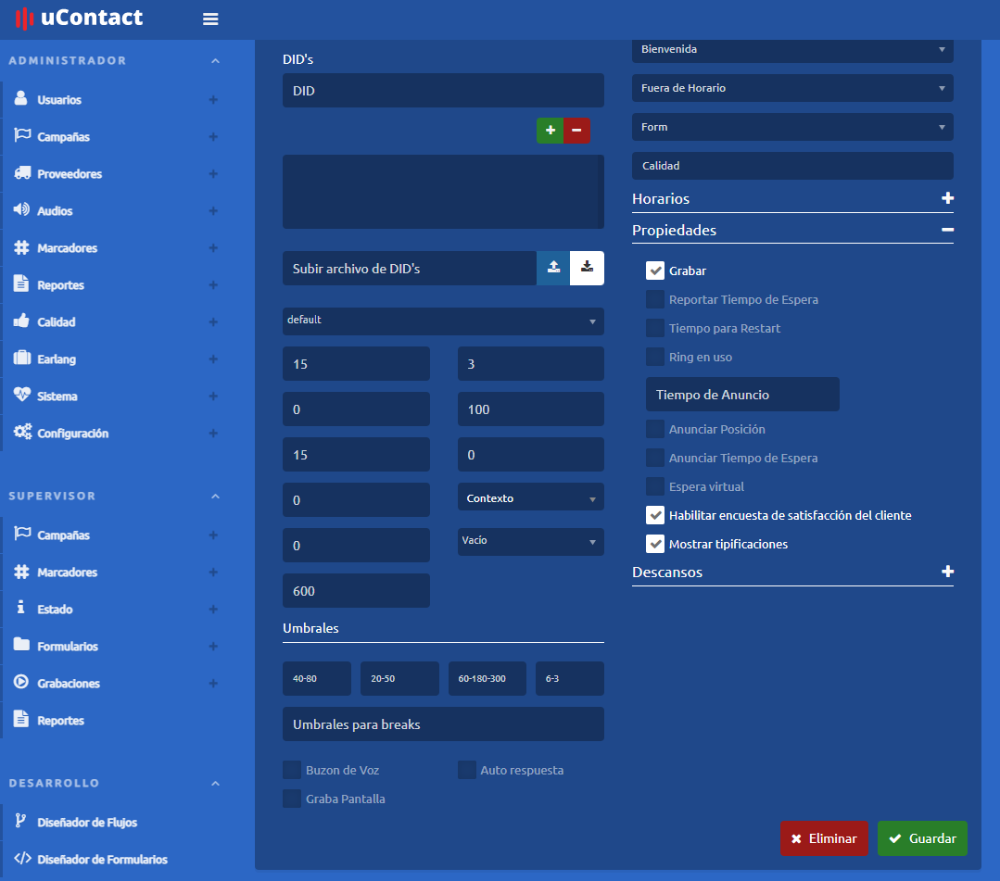 uContact
ADMINISTRADOR
Usuarios
Campañas
Proveedores
Audios
Marcadores
Reportes
Calidad
Earlang
Sistema
Configuración
SUPERVISOR
Campañas
Marcadores
Estado
Formularios
Grabaciones
Reportes
DESARROLLO
Diseñador de Flujos
Diseñador de Formularios
DID's
DID
Subir archivo de DID's
default
15
3
0
100
15
0
0
Contexto
0
Vacío
600
Umbrales
40-80
20-50
60-180-300
6-3
Umbrales para breaks
Buzon de Voz
Auto respuesta
Graba Pantalla
Bienvenida
Fuera de Horario
Form
Calidad
Horarios
Propiedades
Grabar
Reportar Tiempo de Espera
Tiempo para Restart
Ring en uso
Tiempo de Anuncio
Anunciar Posición
Anunciar Tiempo de Espera
Espera virtual
Habilitar encuesta de satisfacción del cliente
Mostrar tipificaciones
Descansos
Eliminar
Guardar